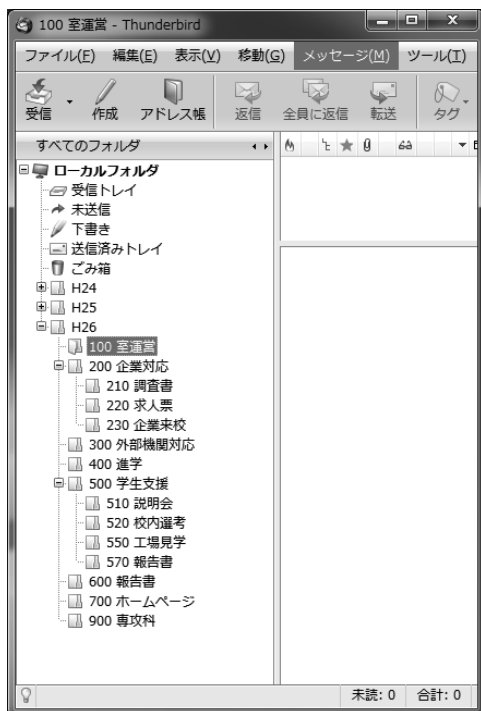 100 室運営 - Thunderbird
ファイル(F) 編集(E) 表示(V) 移動(G) メッセージ(M) ツール(T)
受信 作成 アドレス帳 返信 全員に返信 転送 タグ
すべてのフォルダ
ローカルフォルダ
受信トレイ
未送信
下書き
送信済みトレイ
ごみ箱
H24
H25
H26
100 室運営
200 企業対応
210 調査書
220 求人票
230 企業来校
300 外部機関対応
400 進学
500 学生支援
510 説明会
520 校内選考
550 工場見学
570 報告書
600 報告書
700 ホームページ
900 専攻科
未読: 0 合計: 0